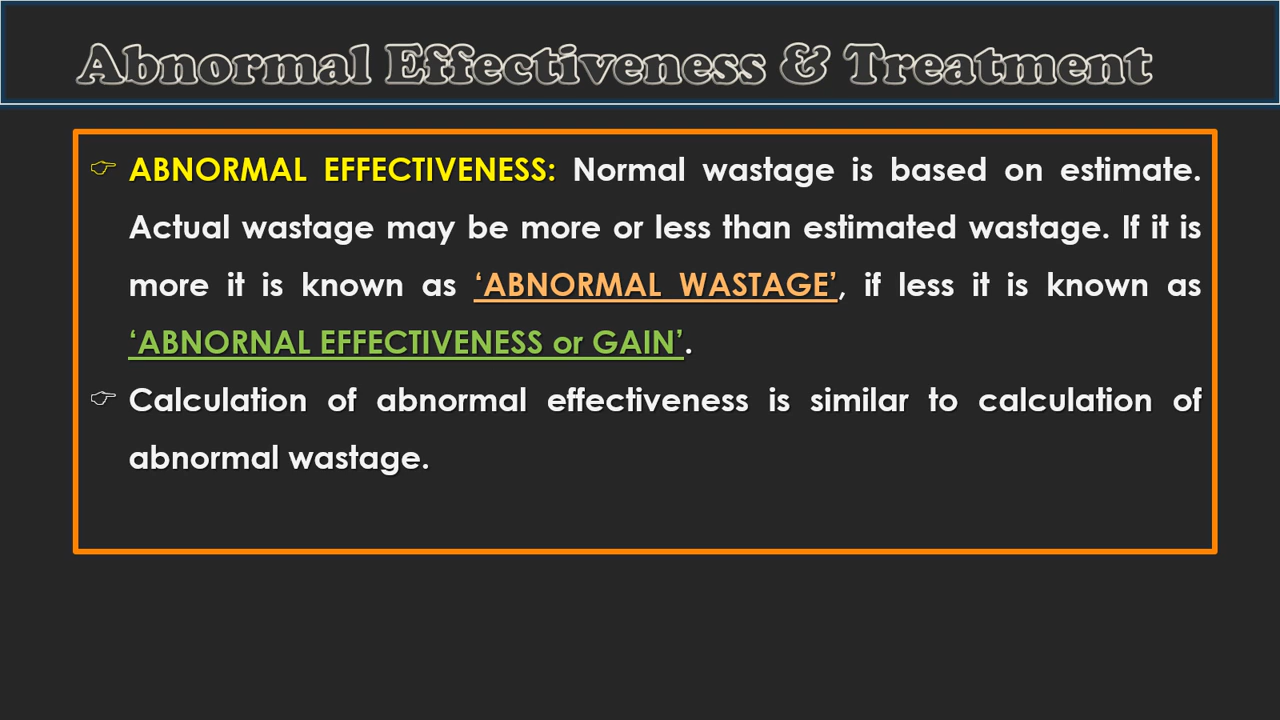 Abnormal Effectiveness & Treatment
☞ ABNORMAL EFFECTIVENESS: Normal wastage is based on estimate.
Actual wastage may be more or less than estimated wastage. If it is
more it is known as ‘ABNORMAL WASTAGE’, if less it is known as
‘ABNORNAL EFFECTIVENESS or GAIN’.
☞ Calculation of abnormal effectiveness is similar to calculation of
abnormal wastage.